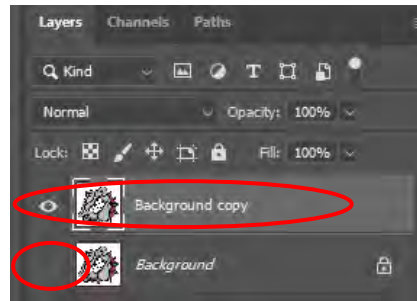 Layers Channels Paths
Kind
Normal Opacity: 100%
Lock: Fill: 100%
Background copy
Background